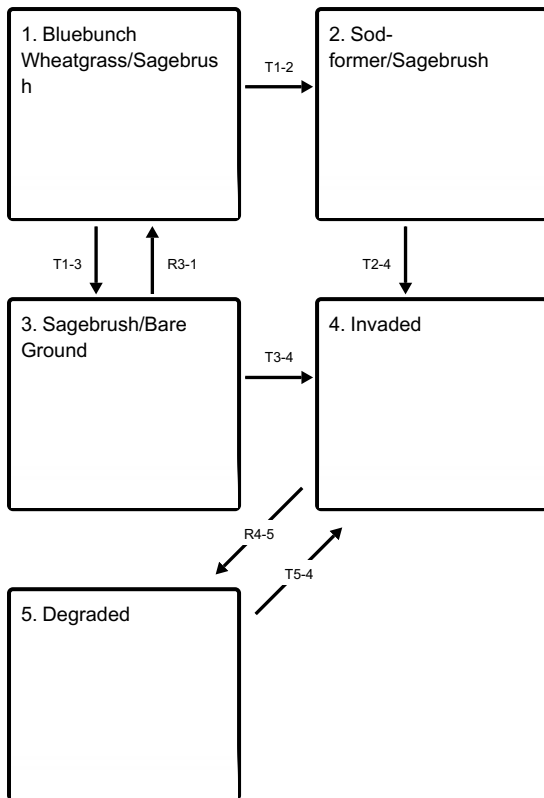 1. Bluebunch
Wheatgrass/Sagebrus
h
T1-2
2. Sod-
former/Sagebrush
T1-3
R3-1
T2-4
3. Sagebrush/Bare
Ground
T3-4
4. Invaded
R4-5
T5-4
5. Degraded